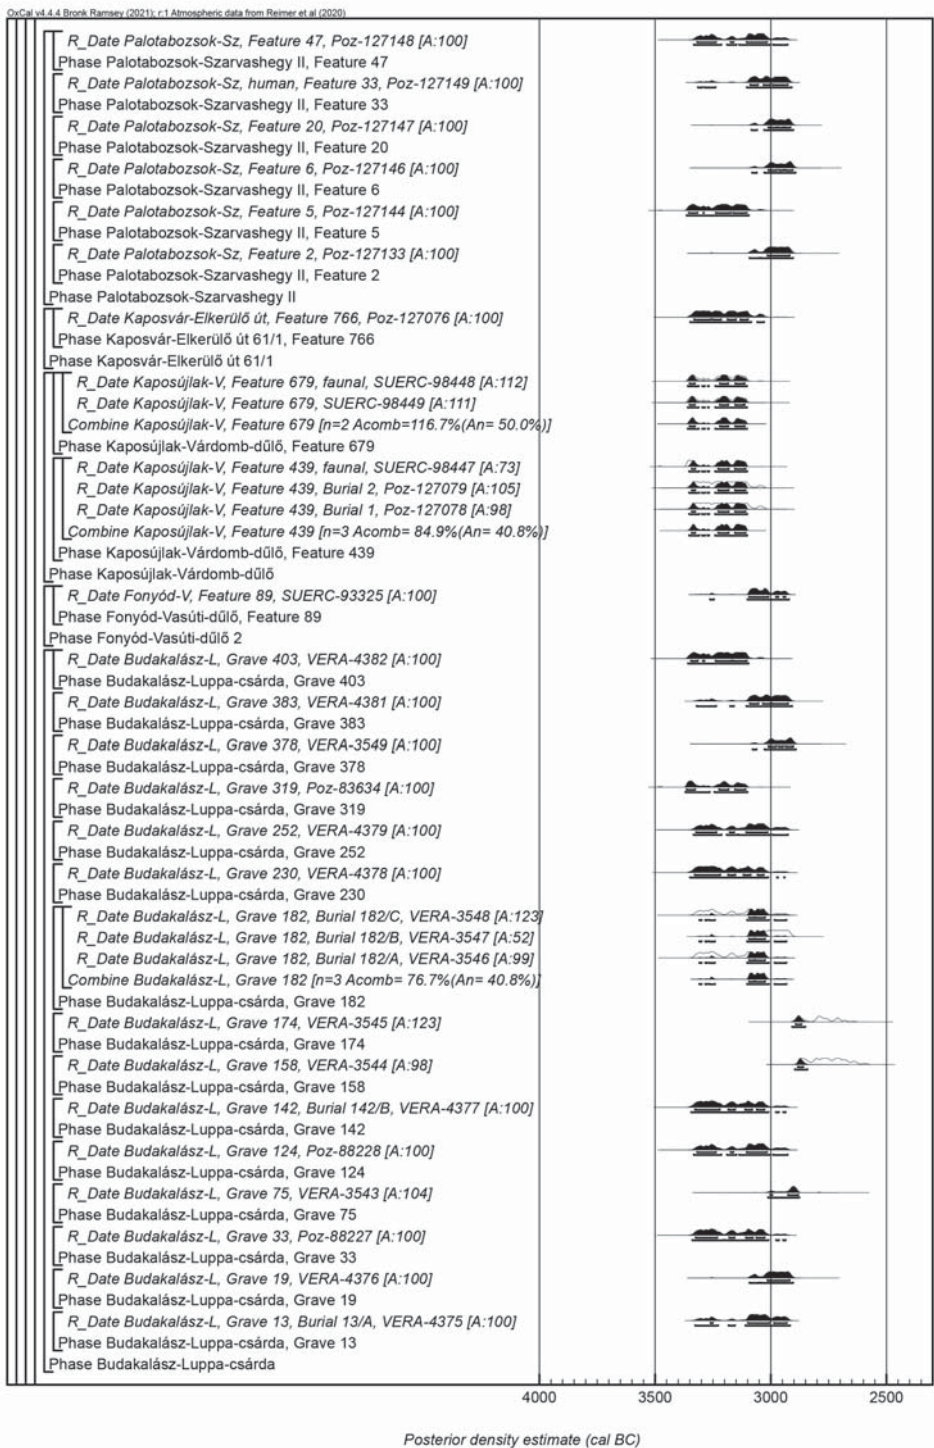 OxCal v4.4.4 Bronk Ramsey (2021); r:1 Atmospheric data from Reimer et al (2020)
R_Date Palotabozsok-Sz, Feature 47, Poz-127148 [A:100]
Phase Palotabozsok-Szarvashegy II, Feature 47
R_Date Palotabozsok-Sz, human, Feature 33, Poz-127149 [A:100]
Phase Palotabozsok-Szarvashegy II, Feature 33
R_Date Palotabozsok-Sz, Feature 20, Poz-127147 [A:100]
Phase Palotabozsok-Szarvashegy II, Feature 20
R_Date Palotabozsok-Sz, Feature 6, Poz-127146 [A:100]
Phase Palotabozsok-Szarvashegy II, Feature 6
R_Date Palotabozsok-Sz, Feature 5, Poz-127144 [A:100]
Phase Palotabozsok-Szarvashegy II, Feature 5
R_Date Palotabozsok-Sz, Feature 2, Poz-127133 [A:100]
Phase Palotabozsok-Szarvashegy II, Feature 2
Phase Palotabozsok-Szarvashegy II
R_Date Kaposvár-Elkerülő út, Feature 766, Poz-127076 [A:100]
Phase Kaposvár-Elkerülő út 61/1, Feature 766
Phase Kaposvár-Elkerülő út 61/1
R_Date Kaposújlak-V, Feature 679, faunal, SUERC-98448 [A:112]
R_Date Kaposújlak-V, Feature 679, SUERC-98449 [A:111]
Combine Kaposújlak-V, Feature 679 [n=2 Acomb=116.7%(An= 50.0%)]
Phase Kaposújlak-Várdomb-dűlő, Feature 679
R_Date Kaposújlak-V, Feature 439, faunal, SUERC-98447 [A:73]
R_Date Kaposújlak-V, Feature 439, Burial 2, Poz-127079 [A:105]
R_Date Kaposújlak-V, Feature 439, Burial 1, Poz-127078 [A:98]
Combine Kaposújlak-V, Feature 439 [n=3 Acomb= 84.9%(An= 40.8%)]
Phase Kaposújlak-Várdomb-dűlő, Feature 439
Phase Kaposújlak-Várdomb-dűlő
R_Date Fonyód-V, Feature 89, SUERC-93325 [A:100]
Phase Fonyód-Vasúti-dűlő, Feature 89
Phase Fonyód-Vasúti-dűlő 2
R_Date Budakalász-L, Grave 403, VERA-4382 [A:100]
Phase Budakalász-Luppa-csárda, Grave 403
R_Date Budakalász-L, Grave 383, VERA-4381 [A:100]
Phase Budakalász-Luppa-csárda, Grave 383
R_Date Budakalász-L, Grave 378, VERA-3549 [A:100]
Phase Budakalász-Luppa-csárda, Grave 378
R_Date Budakalász-L, Grave 319, Poz-83634 [A:100]
Phase Budakalász-Luppa-csárda, Grave 319
R_Date Budakalász-L, Grave 252, VERA-4379 [A:100]
Phase Budakalász-Luppa-csárda, Grave 252
R_Date Budakalász-L, Grave 230, VERA-4378 [A:100]
Phase Budakalász-Luppa-csárda, Grave 230
R_Date Budakalász-L, Grave 182, Burial 182/C, VERA-3548 [A:123]
R_Date Budakalász-L, Grave 182, Burial 182/B, VERA-3547 [A:52]
R_Date Budakalász-L, Grave 182, Burial 182/A, VERA-3546 [A:99]
Combine Budakalász-L, Grave 182 [n=3 Acomb= 76.7%(An= 40.8%)]
Phase Budakalász-Luppa-csárda, Grave 182
R_Date Budakalász-L, Grave 174, VERA-3545 [A:123]
Phase Budakalász-Luppa-csárda, Grave 174
R_Date Budakalász-L, Grave 158, VERA-3544 [A:98]
Phase Budakalász-Luppa-csárda, Grave 158
R_Date Budakalász-L, Grave 142, Burial 142/B, VERA-4377 [A:100]
Phase Budakalász-Luppa-csárda, Grave 142
R_Date Budakalász-L, Grave 124, Poz-88228 [A:100]
Phase Budakalász-Luppa-csárda, Grave 124
R_Date Budakalász-L, Grave 75, VERA-3543 [A:104]
Phase Budakalász-Luppa-csárda, Grave 75
R_Date Budakalász-L, Grave 33, Poz-88227 [A:100]
Phase Budakalász-Luppa-csárda, Grave 33
R_Date Budakalász-L, Grave 19, VERA-4376 [A:100]
Phase Budakalász-Luppa-csárda, Grave 19
R_Date Budakalász-L, Grave 13, Burial 13/A, VERA-4375 [A:100]
Phase Budakalász-Luppa-csárda, Grave 13
Phase Budakalász-Luppa-csárda
4000 3500 3000 2500
Posterior density estimate (cal BC)